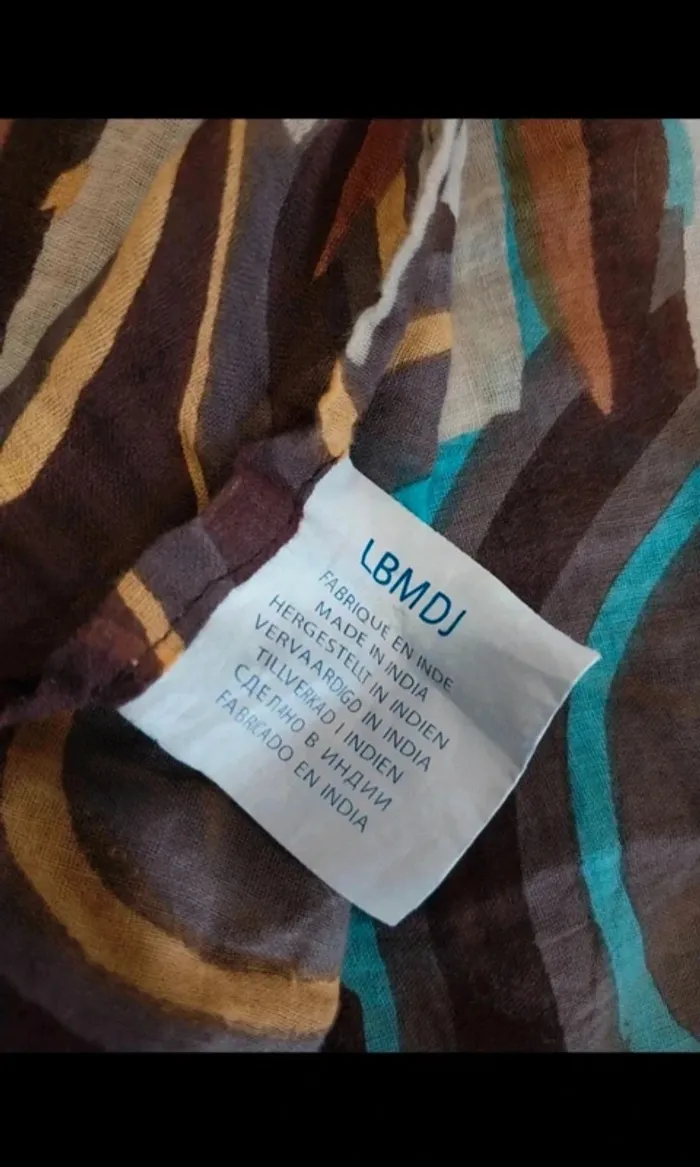 LBMDJ
FABRIQUE EN INDE
MADE IN INDIA
HERGESTELLT IN INDIEN
VERVAARDIGD IN INDIA
TILLVERKAD I INDIEN
СДЕЛАНО В ИНДИИ
FABRICADO EN INDIA